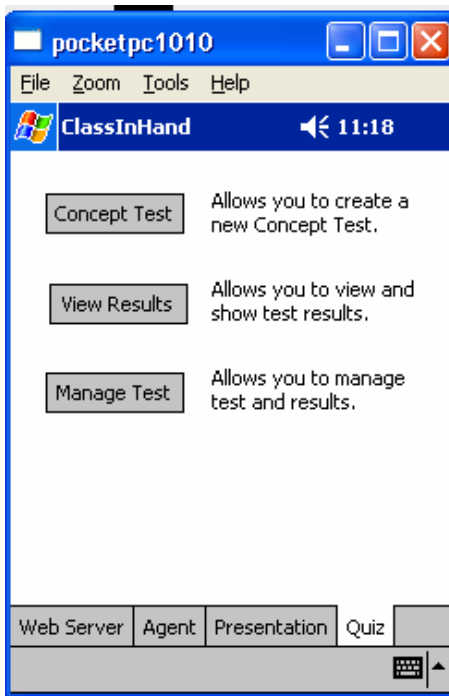 pocketpc1010
File Zoom Tools Help
ClassInHand 11:18
Concept Test
Allows you to create a
new Concept Test.
View Results
Allows you to view and
show test results.
Manage Test
Allows you to manage
test and results.
Web Server Agent Presentation Quiz